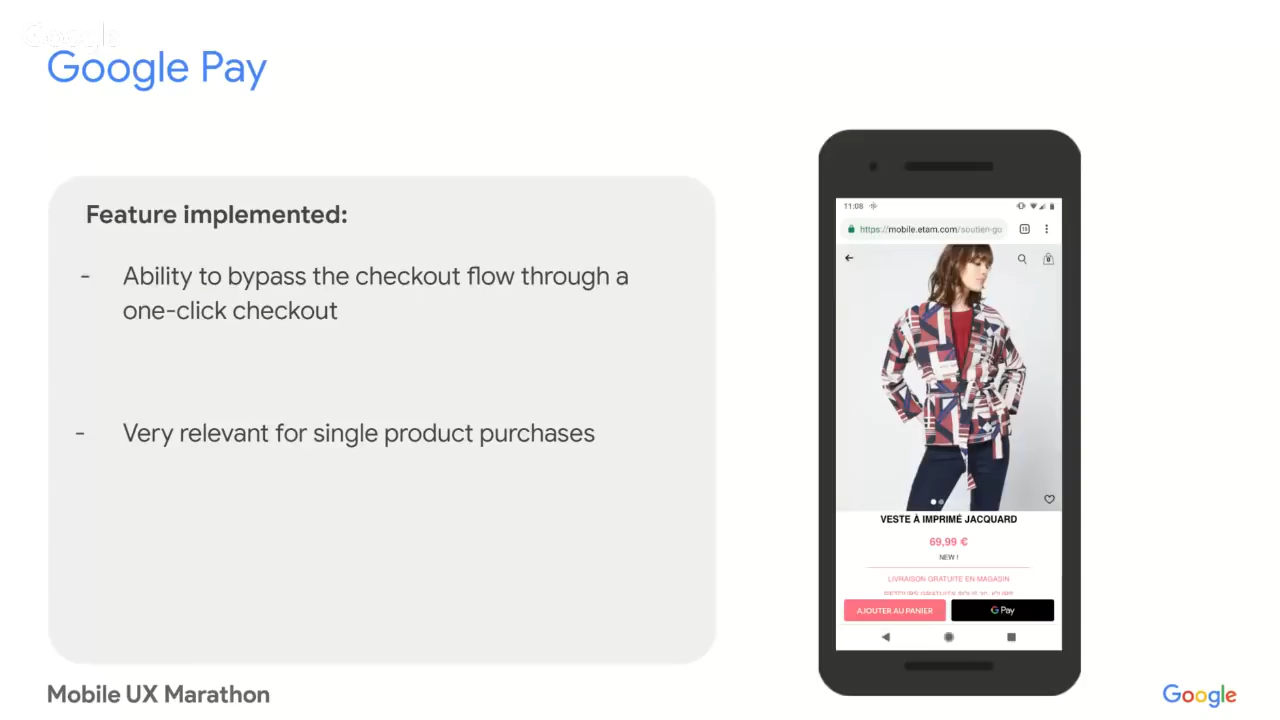 Google
Google Pay
Feature implemented:
- Ability to bypass the checkout flow through a
one-click checkout
- Very relevant for single product purchases
Mobile UX Marathon
11:08
https://mobile.etam.com/soutien-go
VESTE À IMPRIMÉ JACQUARD
69,99 €
NEW !
LIVRAISON GRATUITE EN MAGASIN
AJOUTER AU PANIER
G Pay
Google